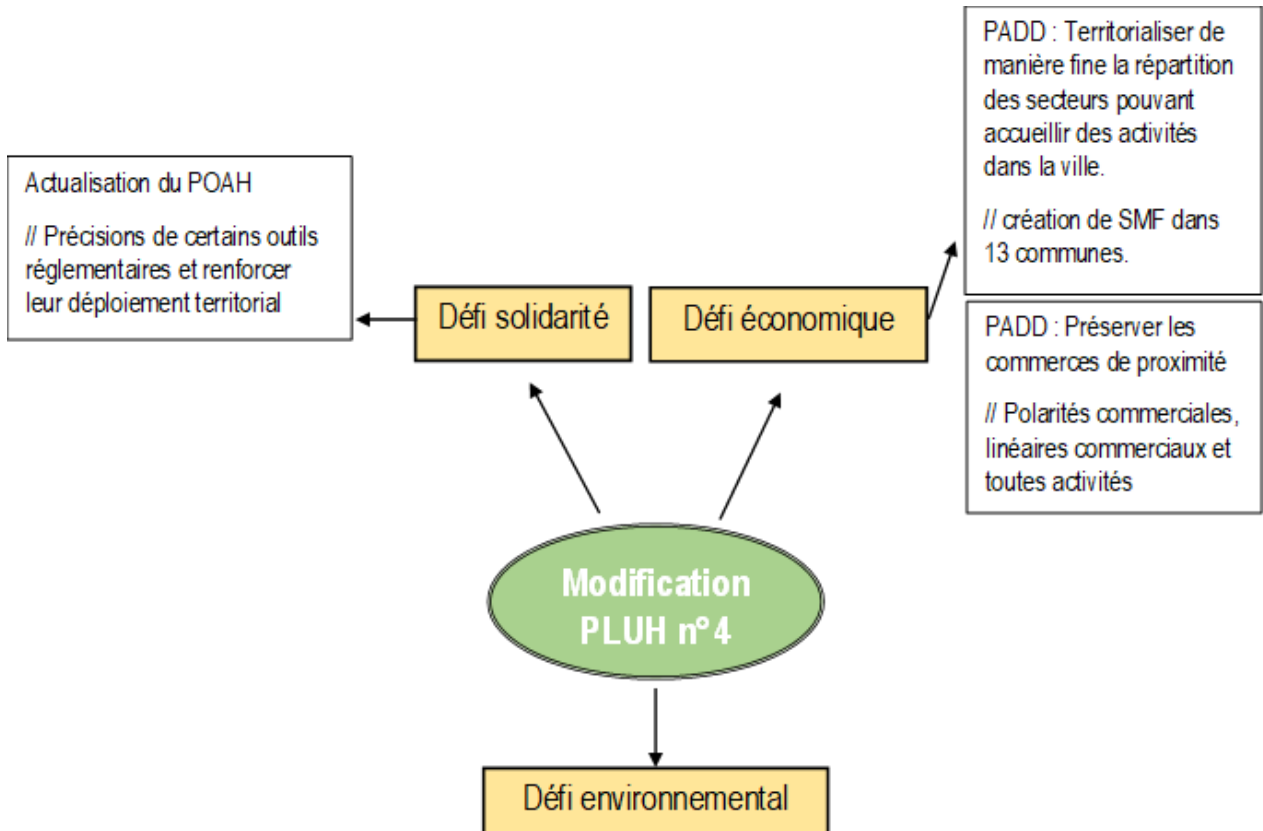 PADD : Territorialiser de
manière fine la répartition
des secteurs pouvant
accueillir des activités
dans la ville.
// création de SMF dans
13 communes.
Actualisation du POAH
// Précisions de certains outils
réglementaires et renforcer
leur déploiement territorial
Défi solidarité
Défi économique
PADD : Préserver les
commerces de proximité
// Polarités commerciales,
linéaires commerciaux et
toutes activités
Modification
PLUH n°4
Défi environnemental